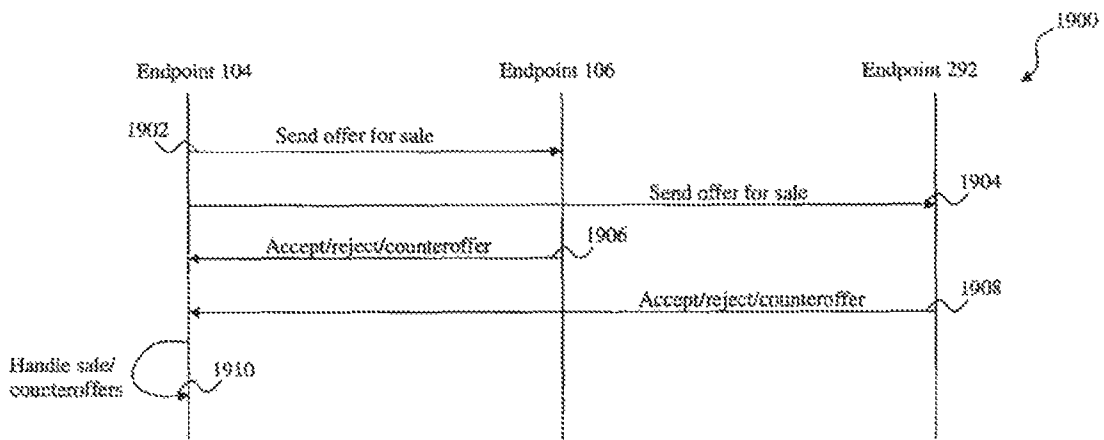 1900
Endpoint 104
Endpoint 106
Endpoint 292
1902
Send offer for sale
Send offer for sale
1904
Accept/reject/counteroffer
1906
Accept/reject/counteroffer
1908
Handle sale/
counteroffers
1910